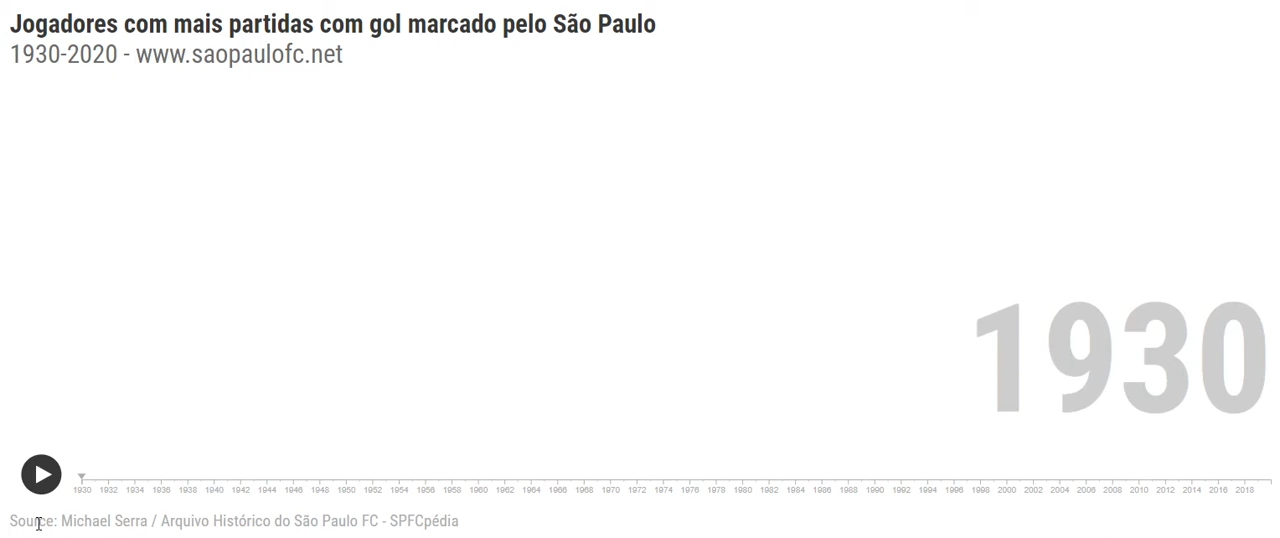 Jogadores com mais partidas com gol marcado pelo São Paulo
1930-2020 - www.saopaulofc.net
1930
1930 1932 1934 1936 1938 1940 1942 1944 1946 1948 1950 1952 1954 1956 1958 1960 1962 1964 1966 1968 1970 1972 1974 1976 1978 1980 1982 1984 1986 1988 1990 1992 1994 1996 1998 2000 2002 2004 2006 2008 2010 2012 2014 2016 2018
Source: Michael Serra / Arquivo Histórico do São Paulo FC - SPFCpédia